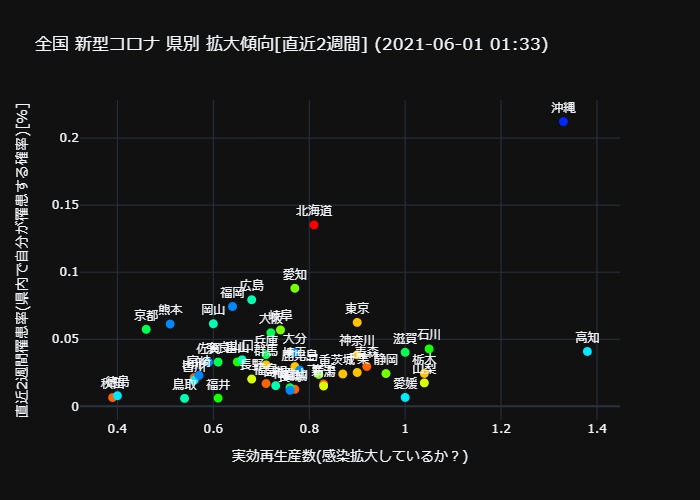 全国 新型コロナ 県別 拡大傾向[直近2週間] (2021-06-01 01:33)
沖縄
0.2
0.15
北海道
0.1
愛知
広島
福岡
東京
京都
熊本
岡山
大阪
岐阜
0.05
神奈川
滋賀
石川
高知
兵庫
大分
群馬
茨城
静岡
栃木
山梨
長野
愛媛
鳥取
福井
徳島
0
0.4
0.6
0.8
1
1.2
1.4
実効再生産数(感染拡大しているか？)
直近2週間罹患率(県内で自分が罹患する確率)[%]